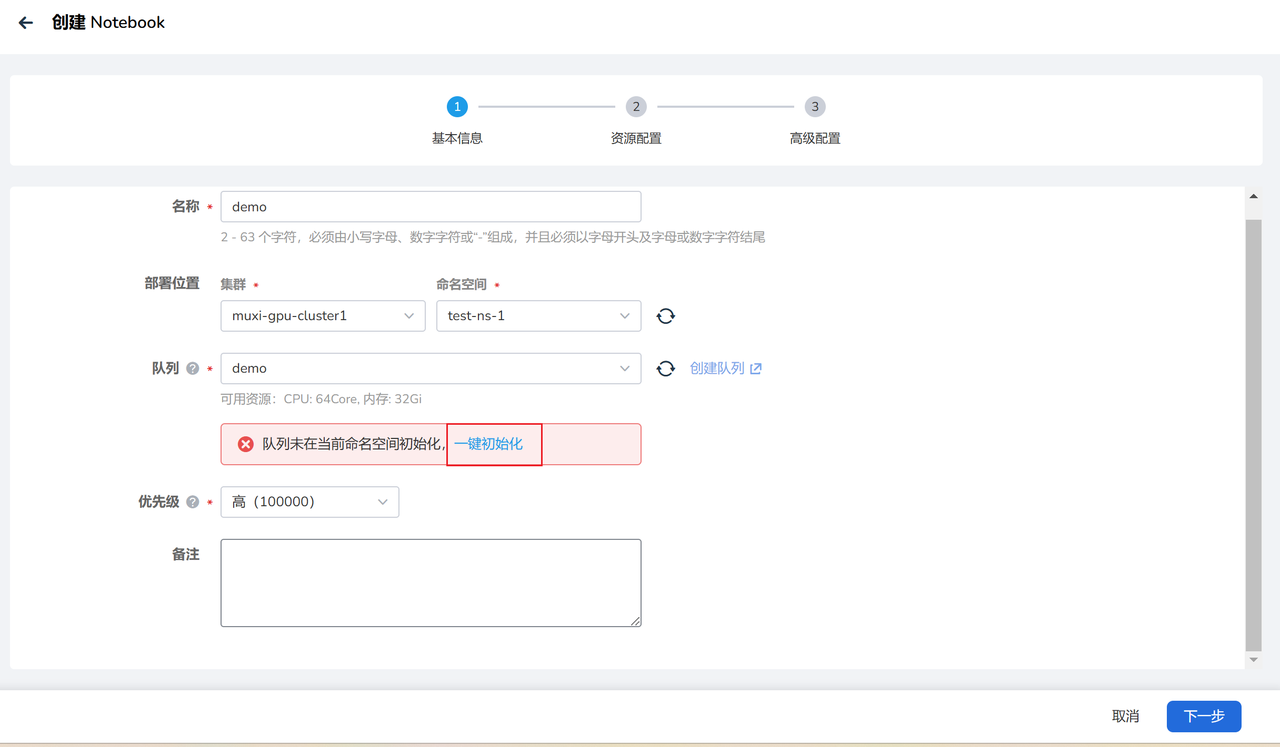 创建 Notebook
1 2 3
基本信息 资源配置 高级配置
名称 * demo
2 - 63 个字符，必须由小写字母、数字字符或“-”组成，并且必须以字母开头及字母或数字字符结尾
部署位置 集群 * 命名空间 *
muxi-gpu-cluster1 test-ns-1
队列 ? * demo 创建队列
可用资源：CPU: 64Core, 内存: 32Gi
队列未在当前命名空间初始化，一键初始化
优先级 ? * 高（100000）
备注
取消 下一步